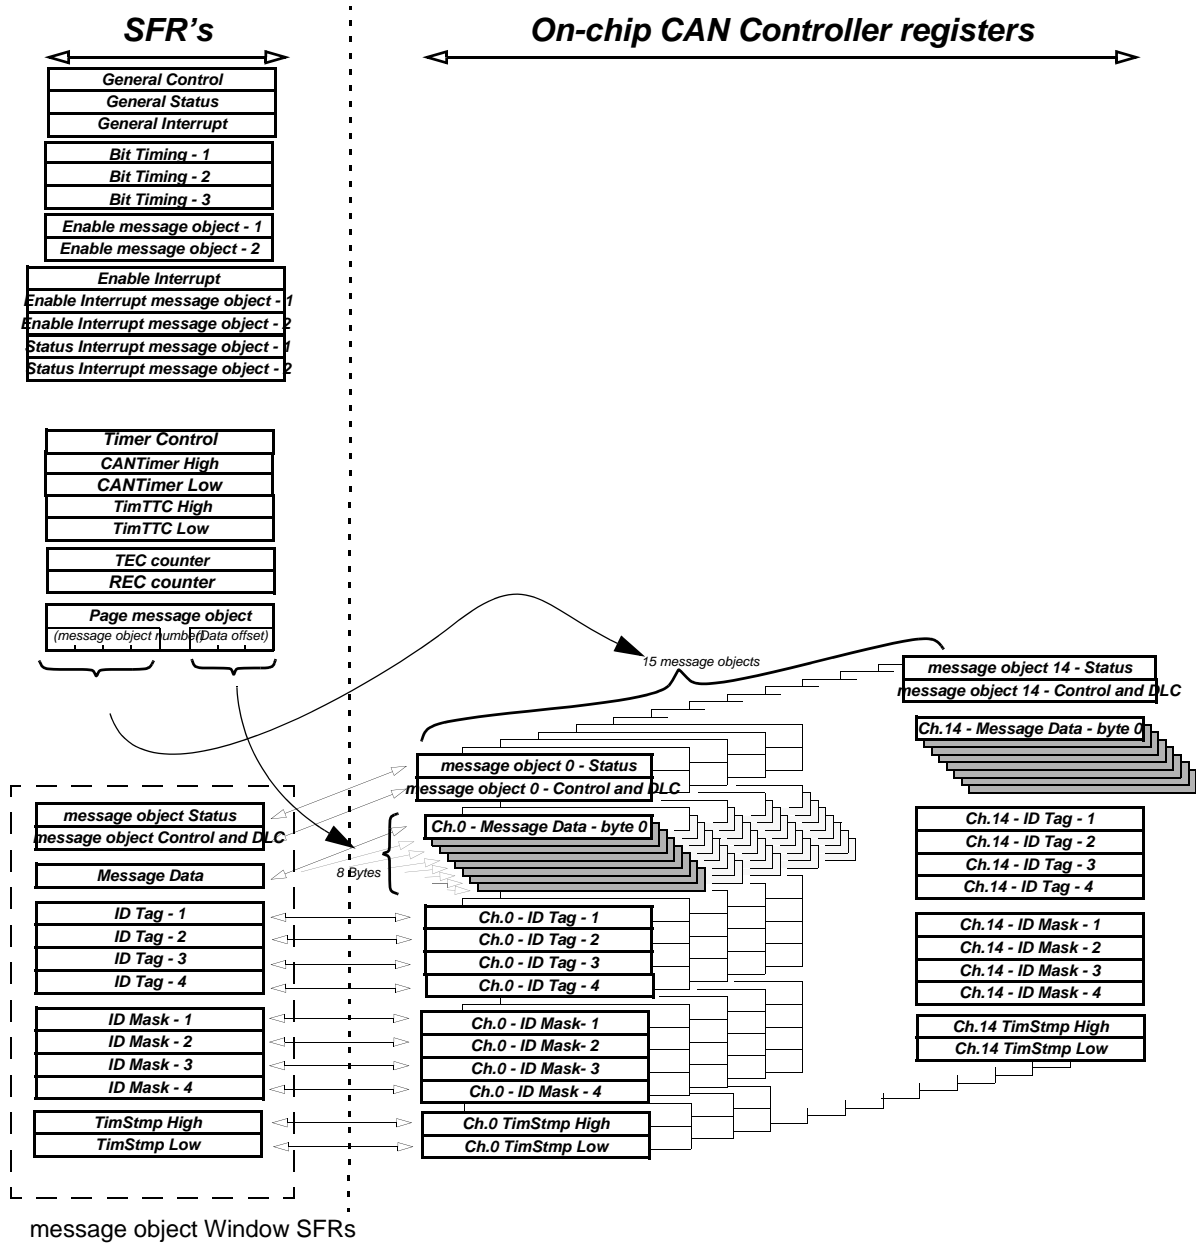 SFR's
On-chip CAN Controller registers
General Control
General Status
General Interrupt
Bit Timing - 1
Bit Timing - 2
Bit Timing - 3
Enable message object - 1
Enable message object - 2
Enable Interrupt
Enable Interrupt message object - 1
Enable Interrupt message object - 2
Status Interrupt message object - 1
Status Interrupt message object - 2
Timer Control
CANTimer High
CANTimer Low
TimTTC High
TimTTC Low
TEC counter
REC counter
Page message object
(message object number)
(Data offset)
message object Status
message object Control and DLC
Message Data
ID Tag - 1
ID Tag - 2
ID Tag - 3
ID Tag - 4
ID Mask - 1
ID Mask - 2
ID Mask - 3
ID Mask - 4
TimStmp High
TimStmp Low
message object Window SFRs
15 message objects
8 Bytes
message object 0 - Status
message object 0 - Control and DLC
Ch.0 - Message Data - byte 0
Ch.0 - ID Tag - 1
Ch.0 - ID Tag - 2
Ch.0 - ID Tag - 3
Ch.0 - ID Tag - 4
Ch.0 - ID Mask- 1
Ch.0 - ID Mask- 2
Ch.0 - ID Mask- 3
Ch.0 - ID Mask - 4
Ch.0 TimStmp High
Ch.0 TimStmp Low
message object 14 - Status
message object 14 - Control and DLC
Ch.14 - Message Data - byte 0
Ch.14 - ID Tag - 1
Ch.14 - ID Tag - 2
Ch.14 - ID Tag - 3
Ch.14 - ID Tag - 4
Ch.14 - ID Mask - 1
Ch.14 - ID Mask - 2
Ch.14 - ID Mask - 3
Ch.14 - ID Mask - 4
Ch.14 TimStmp High
Ch.14 TimStmp Low